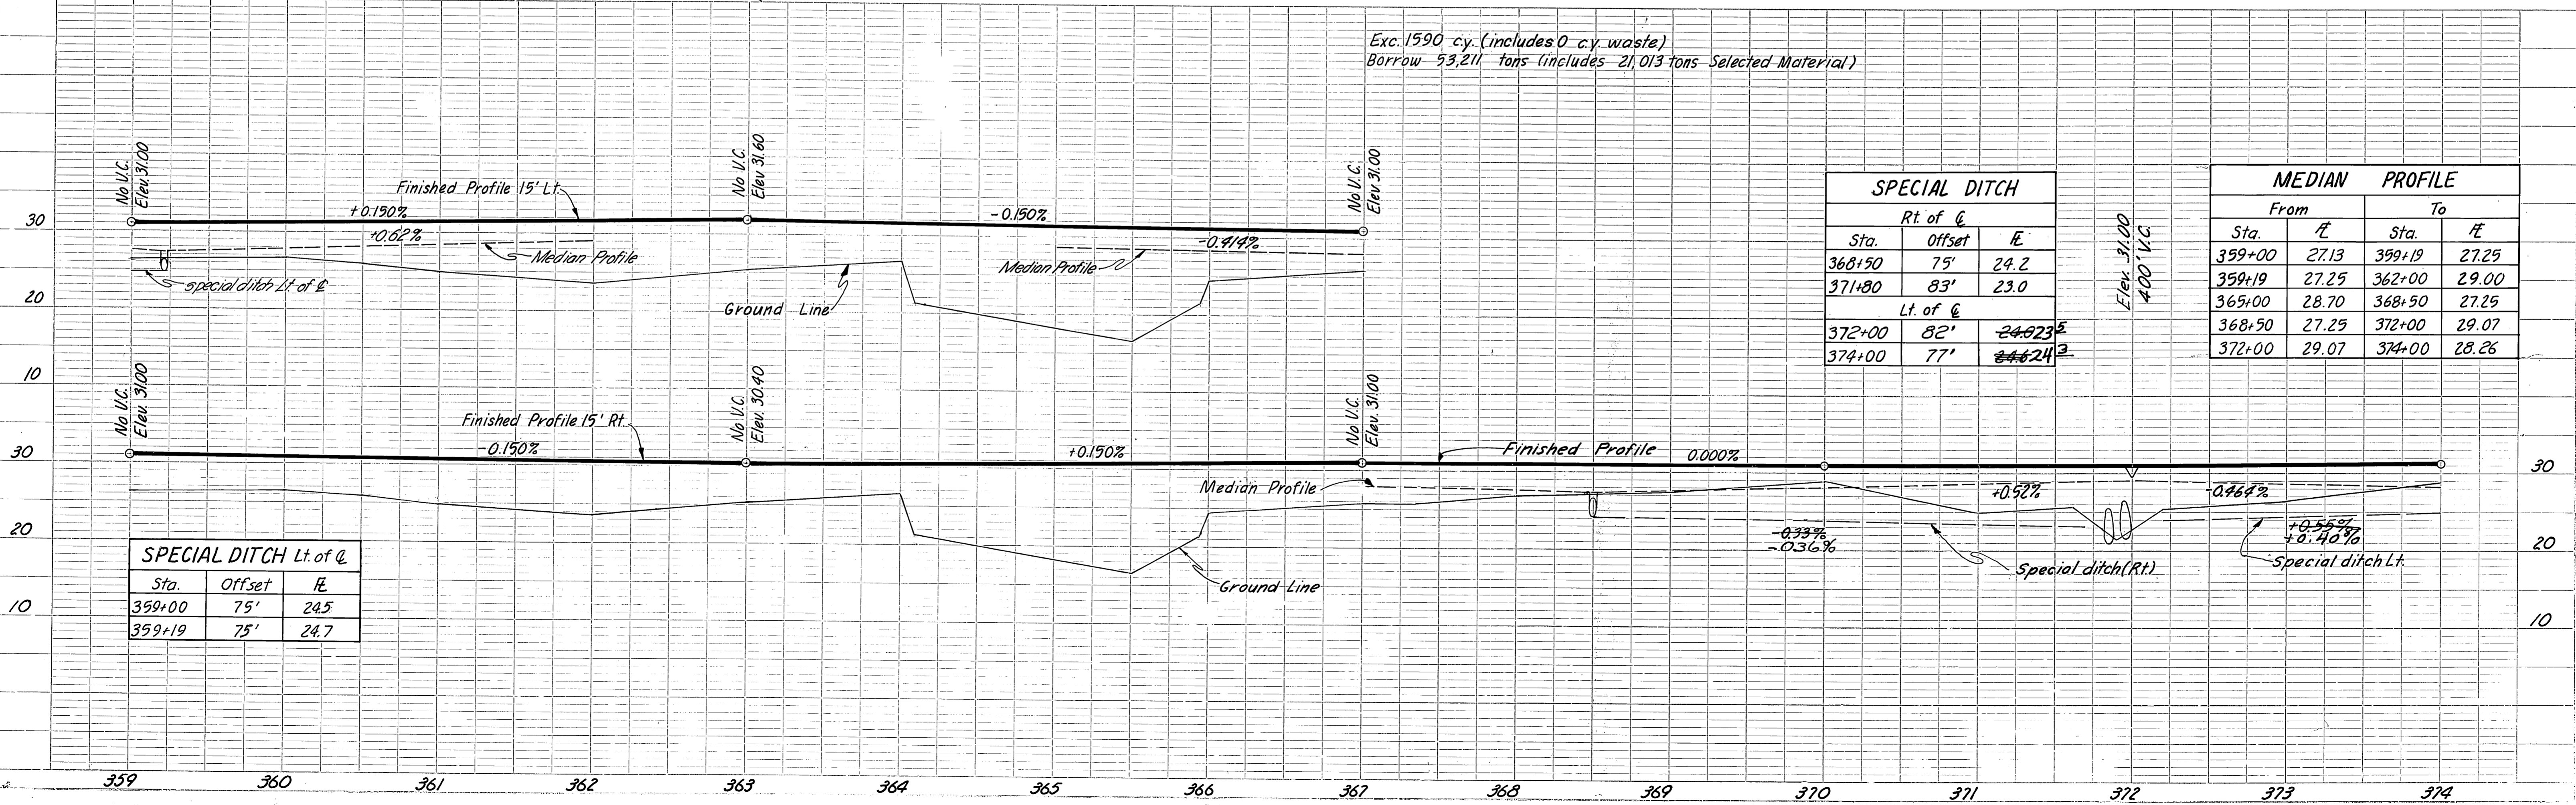 Exc. 1590 c.y. (includes 0 c.y. waste)
Borrow 53,211 tons (includes 21,013 tons Selected Material)
No V.C.
Elev. 31.00
No V.C.
Elev. 31.60
No V.C.
Elev. 31.00
Finished Profile 15' Lt.
+0.150%
-0.150%
30
+0.62%
-0.414%
Median Profile
Median Profile
special ditch Lt. of ℄
20
Ground Line
10
SPECIAL DITCH
Rt. of ℄
Sta. Offset
368+50 75' 24.2
371+80 83' 23.0
Lt. of ℄
372+00 82' 24.0 23.5
374+00 77' 24.6 24.3
Elev. 31.00
400' V.C.
MEDIAN PROFILE
From To
Sta. Sta.
359+00 27.13 359+19 27.25
359+19 27.25 362+00 29.00
365+00 28.70 368+50 27.25
368+50 27.25 372+00 29.07
372+00 29.07 374+00 28.26
No V.C.
Elev. 31.00
No V.C.
Elev. 30.40
No V.C.
Elev. 31.00
Finished Profile 15' Rt.
-0.150%
+0.150%
Finished Profile 0.000%
30
30
Median Profile
+0.52%
-0.464%
-0.33%
-0.36%
+0.55%
+0.40%
20
20
Special ditch (Rt.)
Special ditch Lt.
Ground Line
10
10
SPECIAL DITCH Lt. of ℄
Sta. Offset
359+00 75' 24.5
359+19 75' 24.7
359 360 361 362 363 364 365 366 367 368 369 370 371 372 373 374